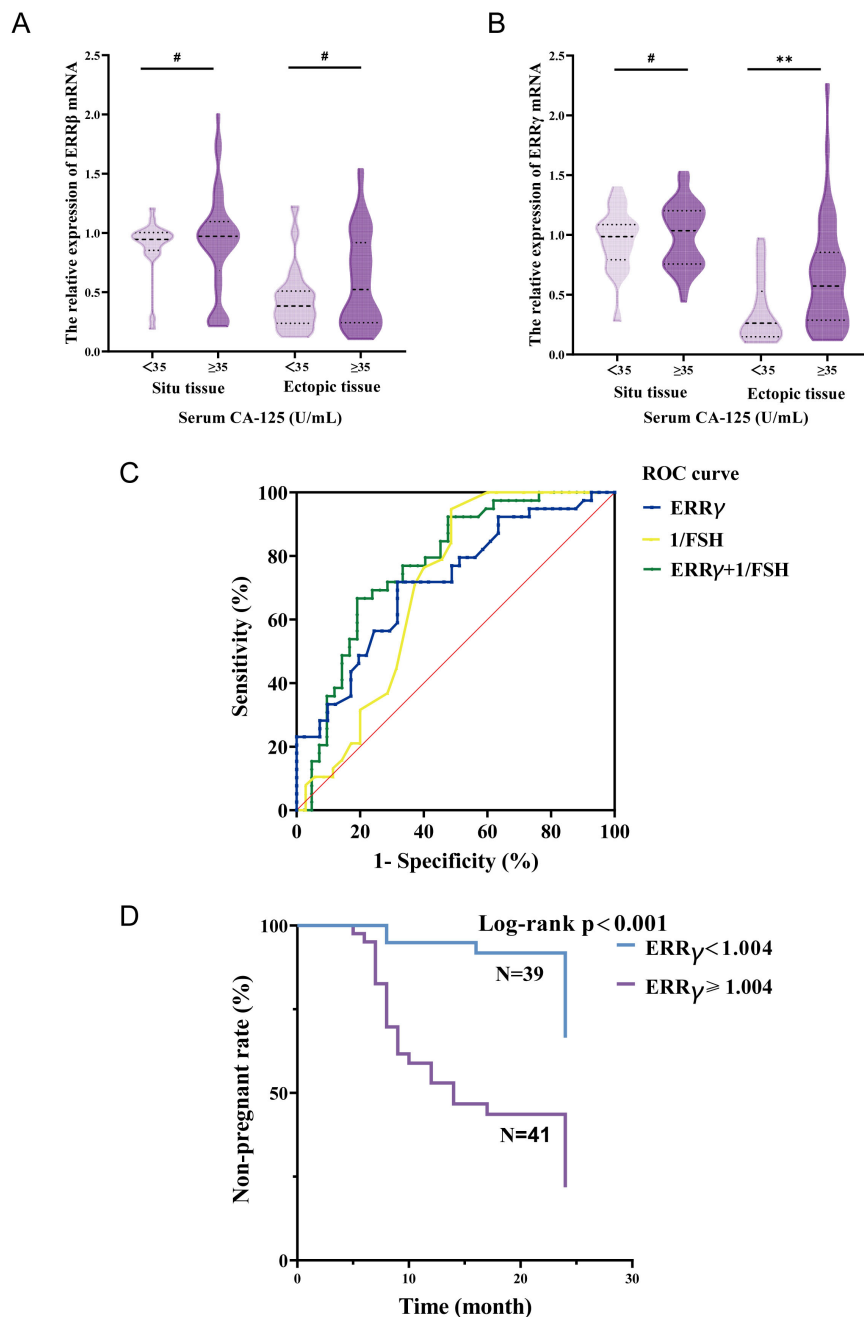 A
The relative expression of ERRβ mRNA
2.5
2.0
1.5
1.0
0.5
0.0
# #
<35 ≥35 <35 ≥35
Situ tissue Ectopic tissue
Serum CA-125 (U/mL)
B
The relative expression of ERRγ mRNA
2.5
2.0
1.5
1.0
0.5
0.0
# **
<35 ≥35 <35 ≥35
Situ tissue Ectopic tissue
Serum CA-125 (U/mL)
C
Sensitivity (%)
100
80
60
40
20
0
0 20 40 60 80 100
1- Specificity (%)
ROC curve
ERRγ
1/FSH
ERRγ+1/FSH
D
Non-pregnant rate (%)
100
50
0
0 10 20 30
Time (month)
Log-rank p<0.001
ERRγ<1.004
ERRγ⩾1.004
N=39
N=41